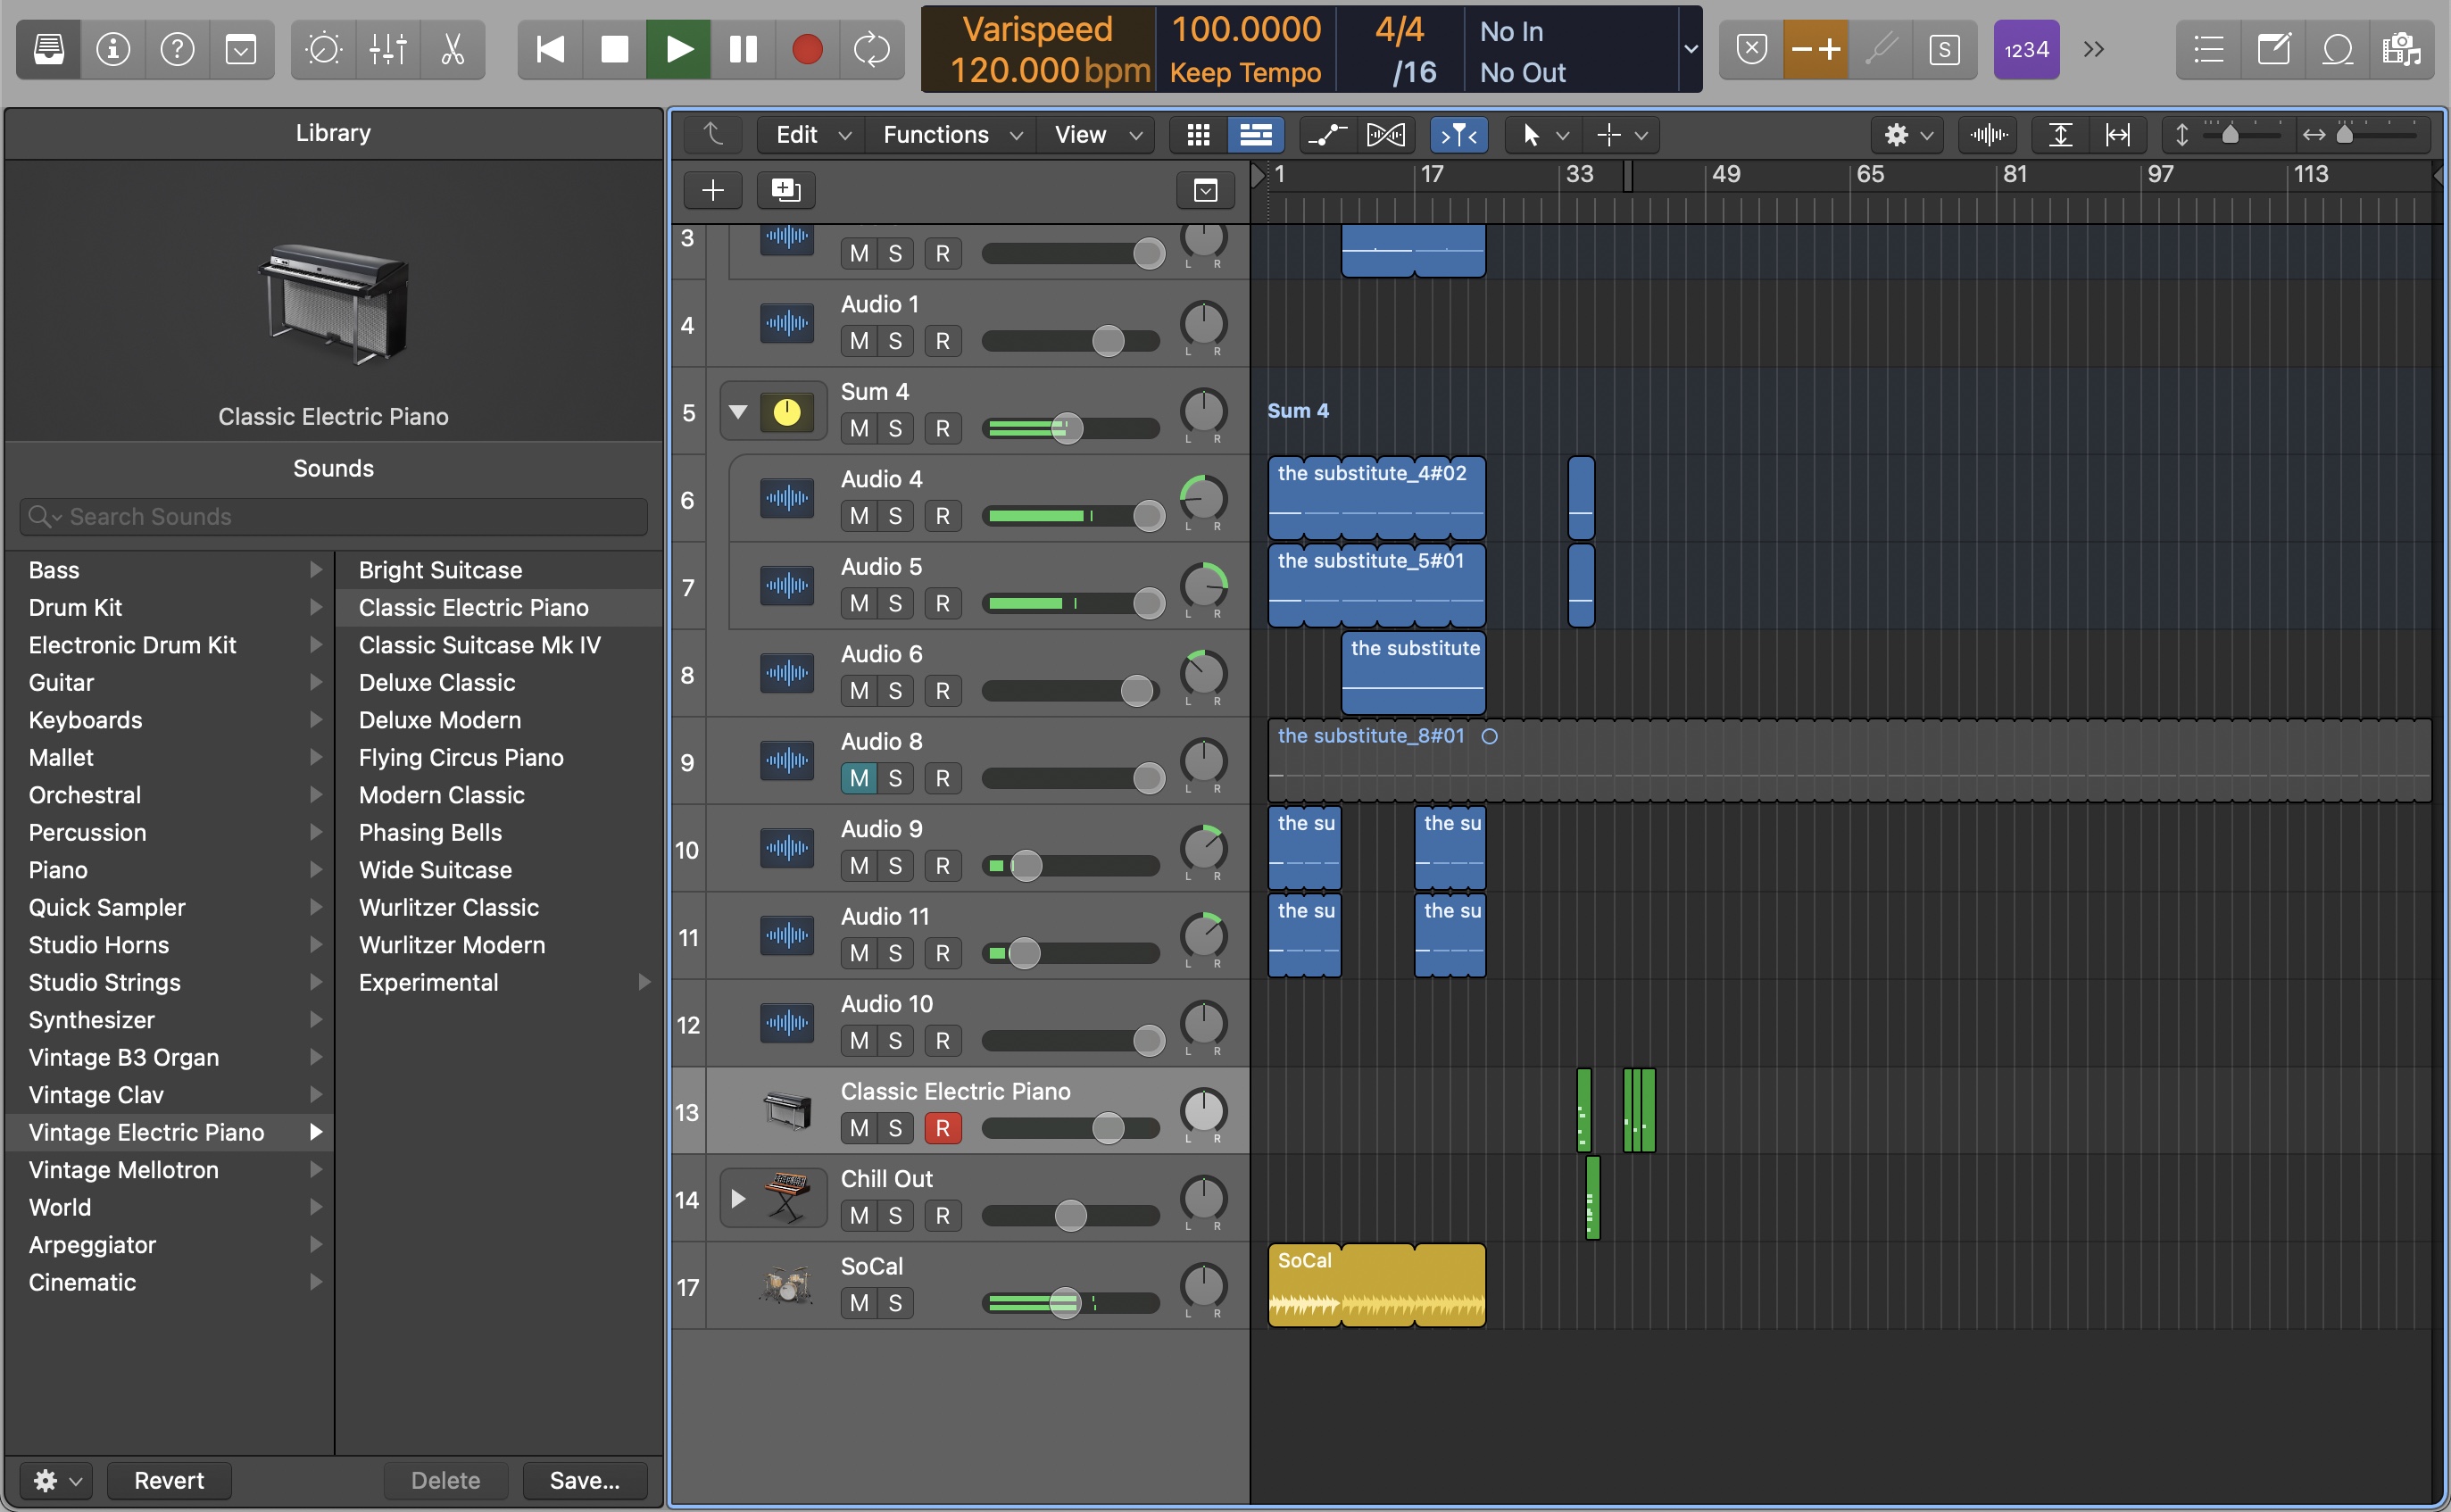 Varispeed 100.0000 4/4 No In
120.000 bpm Keep Tempo /16 No Out
S
1234
Library
Classic Electric Piano
Sounds
Search Sounds
Bass
Drum Kit
Electronic Drum Kit
Guitar
Keyboards
Mallet
Orchestral
Percussion
Piano
Quick Sampler
Studio Horns
Studio Strings
Synthesizer
Vintage B3 Organ
Vintage Clav
Vintage Electric Piano
Vintage Mellotron
World
Arpeggiator
Cinematic
Bright Suitcase
Classic Electric Piano
Classic Suitcase Mk IV
Deluxe Classic
Deluxe Modern
Flying Circus Piano
Modern Classic
Phasing Bells
Wide Suitcase
Wurlitzer Classic
Wurlitzer Modern
Experimental
Revert Delete Save...
Edit Functions View
1 17 33 49 65 81 97 113
3
M S R L R
4 Audio 1
M S R L R
5 Sum 4
M S R L R
Sum 4
6 Audio 4
M S R L R
the substitute_4#02
7 Audio 5
M S R L R
the substitute_5#01
8 Audio 6
M S R L R
the substitute
9 Audio 8
M S R L R
the substitute_8#01
10 Audio 9
M S R L R
the su the su
11 Audio 11
M S R L R
the su the su
12 Audio 10
M S R L R
13 Classic Electric Piano
M S R L R
14 Chill Out
M S R L R
17 SoCal
M S L R
SoCal